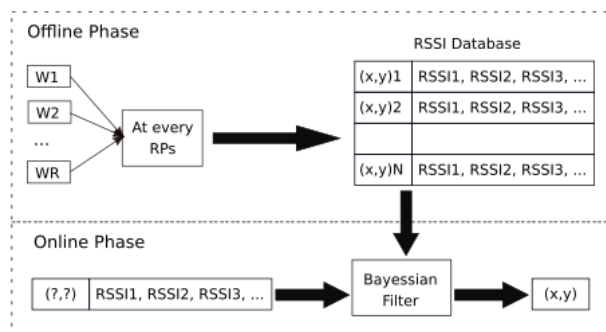 Offline Phase
W1
W2
...
WR
At every
RPs
RSSI Database
(x,y)1 RSSI1, RSSI2, RSSI3, ...
(x,y)2 RSSI1, RSSI2, RSSI3, ...
(x,y)N RSSI1, RSSI2, RSSI3, ...
Online Phase
(?,?) RSSI1, RSSI2, RSSI3, ...
Bayessian
Filter
(x,y)